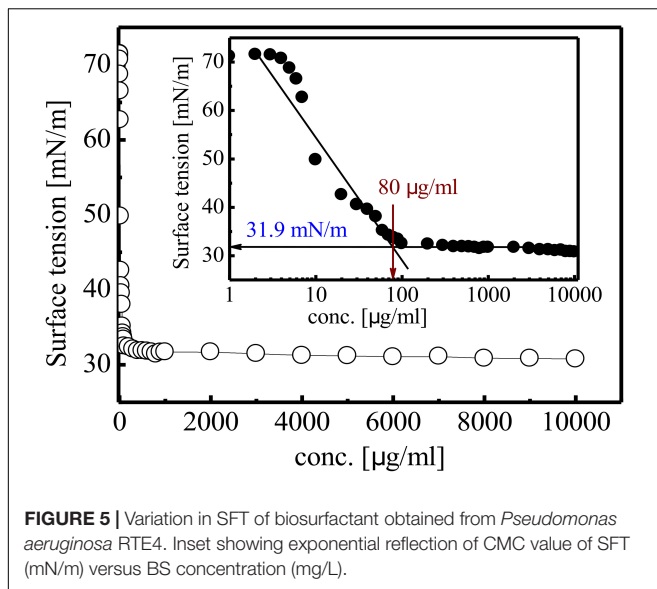 Surface tension [mN/m]
70
60
50
40
30
0
2000
4000
6000
8000
10000
conc. [µg/ml]
Surface tension [mN/m]
70
60
50
40
30
1
10
100
1000
10000
conc. [µg/ml]
80 µg/ml
31.9 mN/m
FIGURE 5 | Variation in SFT of biosurfactant obtained from Pseudomonas
aeruginosa RTE4. Inset showing exponential reflection of CMC value of SFT
(mN/m) versus BS concentration (mg/L).